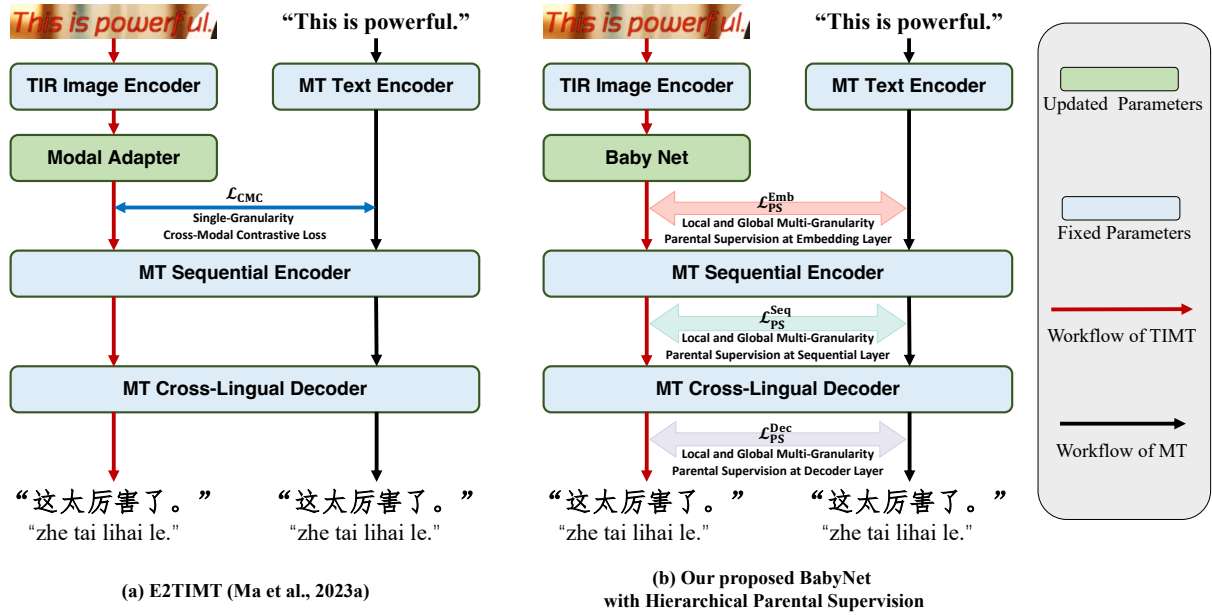 This is powerful.
“This is powerful.”
TIR Image Encoder
MT Text Encoder
Modal Adapter
ℒ_CMC
Single-Granularity
Cross-Modal Contrastive Loss
MT Sequential Encoder
MT Cross-Lingual Decoder
“这太厉害了。”
“zhe tai lihai le.”
“这太厉害了。”
“zhe tai lihai le.”
(a) E2TIMT (Ma et al., 2023a)
This is powerful.
“This is powerful.”
TIR Image Encoder
MT Text Encoder
Baby Net
ℒ_PS^Emb
Local and Global Multi-Granularity
Parental Supervision at Embedding Layer
MT Sequential Encoder
ℒ_PS^Seq
Local and Global Multi-Granularity
Parental Supervision at Sequential Layer
MT Cross-Lingual Decoder
ℒ_PS^Dec
Local and Global Multi-Granularity
Parental Supervision at Decoder Layer
“这太厉害了。”
“zhe tai lihai le.”
“这太厉害了。”
“zhe tai lihai le.”
(b) Our proposed BabyNet
with Hierarchical Parental Supervision
Updated Parameters
Fixed Parameters
Workflow of TIMT
Workflow of MT